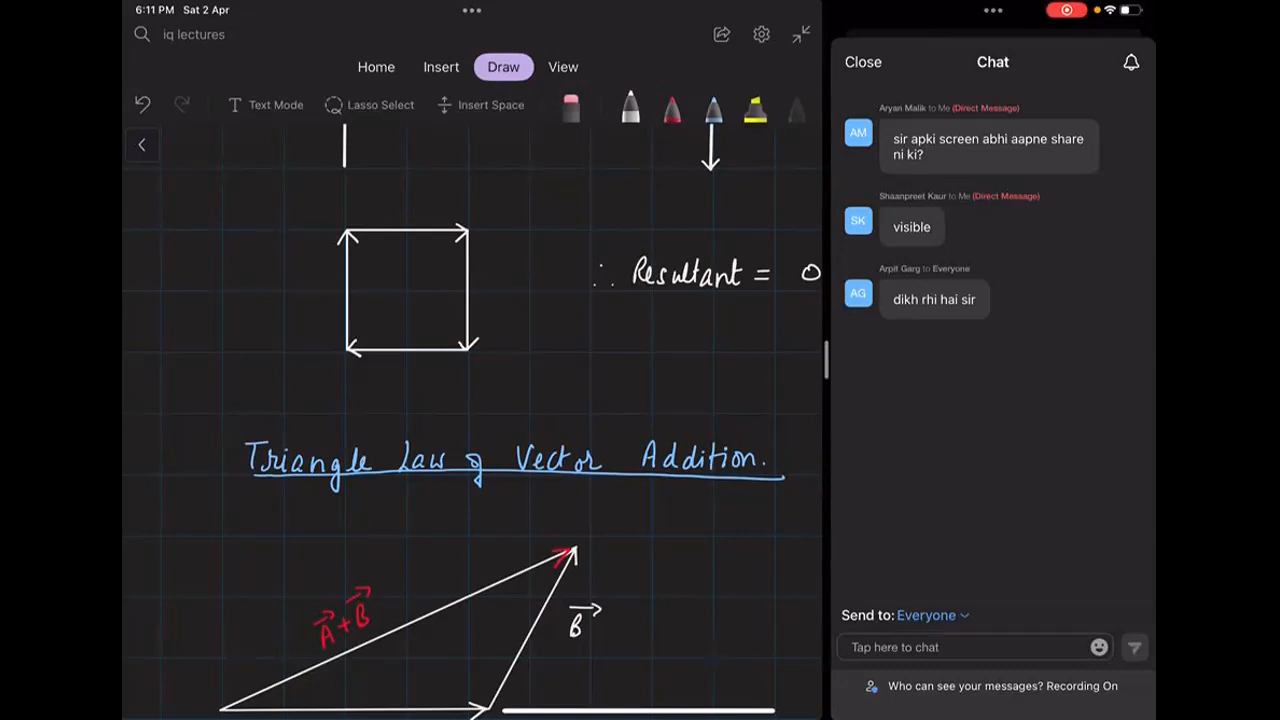 6:11 PM Sat 2 Apr
iq lectures
Home Insert Draw View
Text Mode Lasso Select Insert Space
∴ Resultant = 0
Triangle Law of Vector Addition.
A+B
B
Close Chat
Aryan Malik to Me (Direct Message)
AM
sir apki screen abhi aapne share
ni ki?
Shaanpreet Kaur to Me (Direct Message)
SK
visible
Arpit Garg to Everyone
AG
dikh rhi hai sir
Send to: Everyone
Tap here to chat
Who can see your messages? Recording On